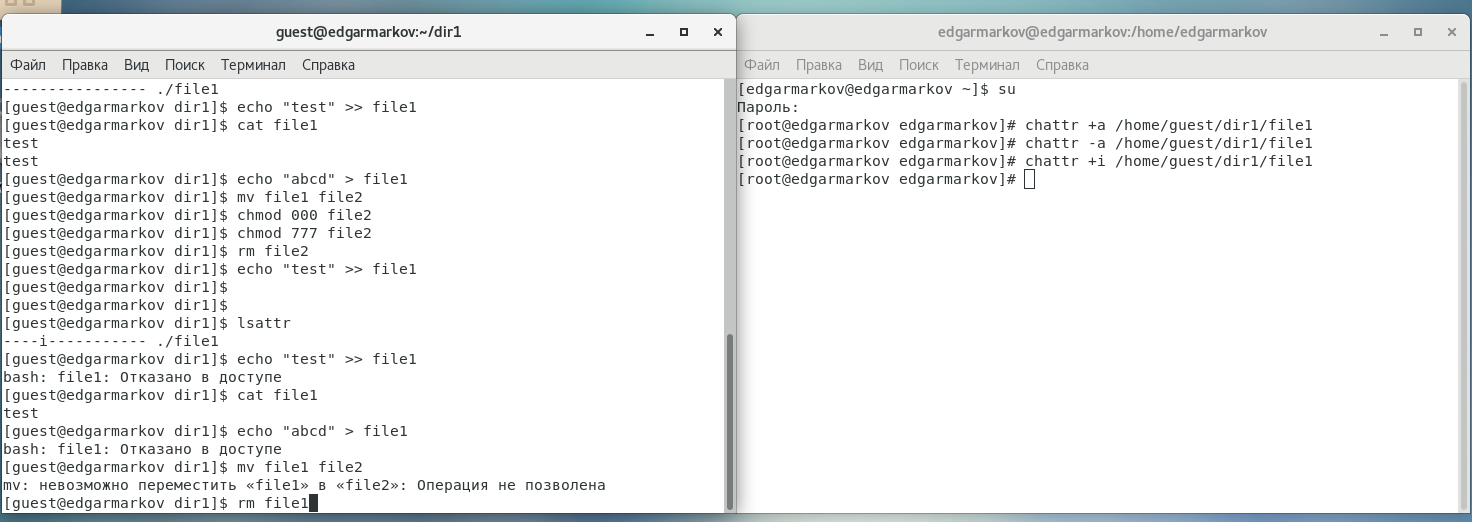 guest@edgarmarkov:~/dir1
Файл Правка Вид Поиск Терминал Справка
---------------- ./file1
[guest@edgarmarkov dir1]$ echo "test" >> file1
[guest@edgarmarkov dir1]$ cat file1
test
test
[guest@edgarmarkov dir1]$ echo "abcd" > file1
[guest@edgarmarkov dir1]$ mv file1 file2
[guest@edgarmarkov dir1]$ chmod 000 file2
[guest@edgarmarkov dir1]$ chmod 777 file2
[guest@edgarmarkov dir1]$ rm file2
[guest@edgarmarkov dir1]$ echo "test" >> file1
[guest@edgarmarkov dir1]$
[guest@edgarmarkov dir1]$
[guest@edgarmarkov dir1]$ lsattr
----i----------- ./file1
[guest@edgarmarkov dir1]$ echo "test" >> file1
bash: file1: Отказано в доступе
[guest@edgarmarkov dir1]$ cat file1
test
[guest@edgarmarkov dir1]$ echo "abcd" > file1
bash: file1: Отказано в доступе
[guest@edgarmarkov dir1]$ mv file1 file2
mv: невозможно переместить «file1» в «file2»: Операция не позволена
[guest@edgarmarkov dir1]$ rm file1
edgarmarkov@edgarmarkov:/home/edgarmarkov
Файл Правка Вид Поиск Терминал Справка
[edgarmarkov@edgarmarkov ~]$ su
Пароль:
[root@edgarmarkov edgarmarkov]# chattr +a /home/guest/dir1/file1
[root@edgarmarkov edgarmarkov]# chattr -a /home/guest/dir1/file1
[root@edgarmarkov edgarmarkov]# chattr +i /home/guest/dir1/file1
[root@edgarmarkov edgarmarkov]#